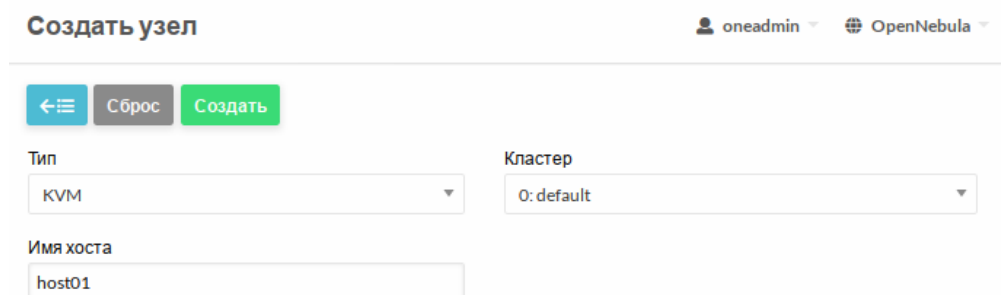 Создать узел oneadmin OpenNebula
Сброс Создать
Тип Кластер
KVM 0: default
Имя хоста
host01